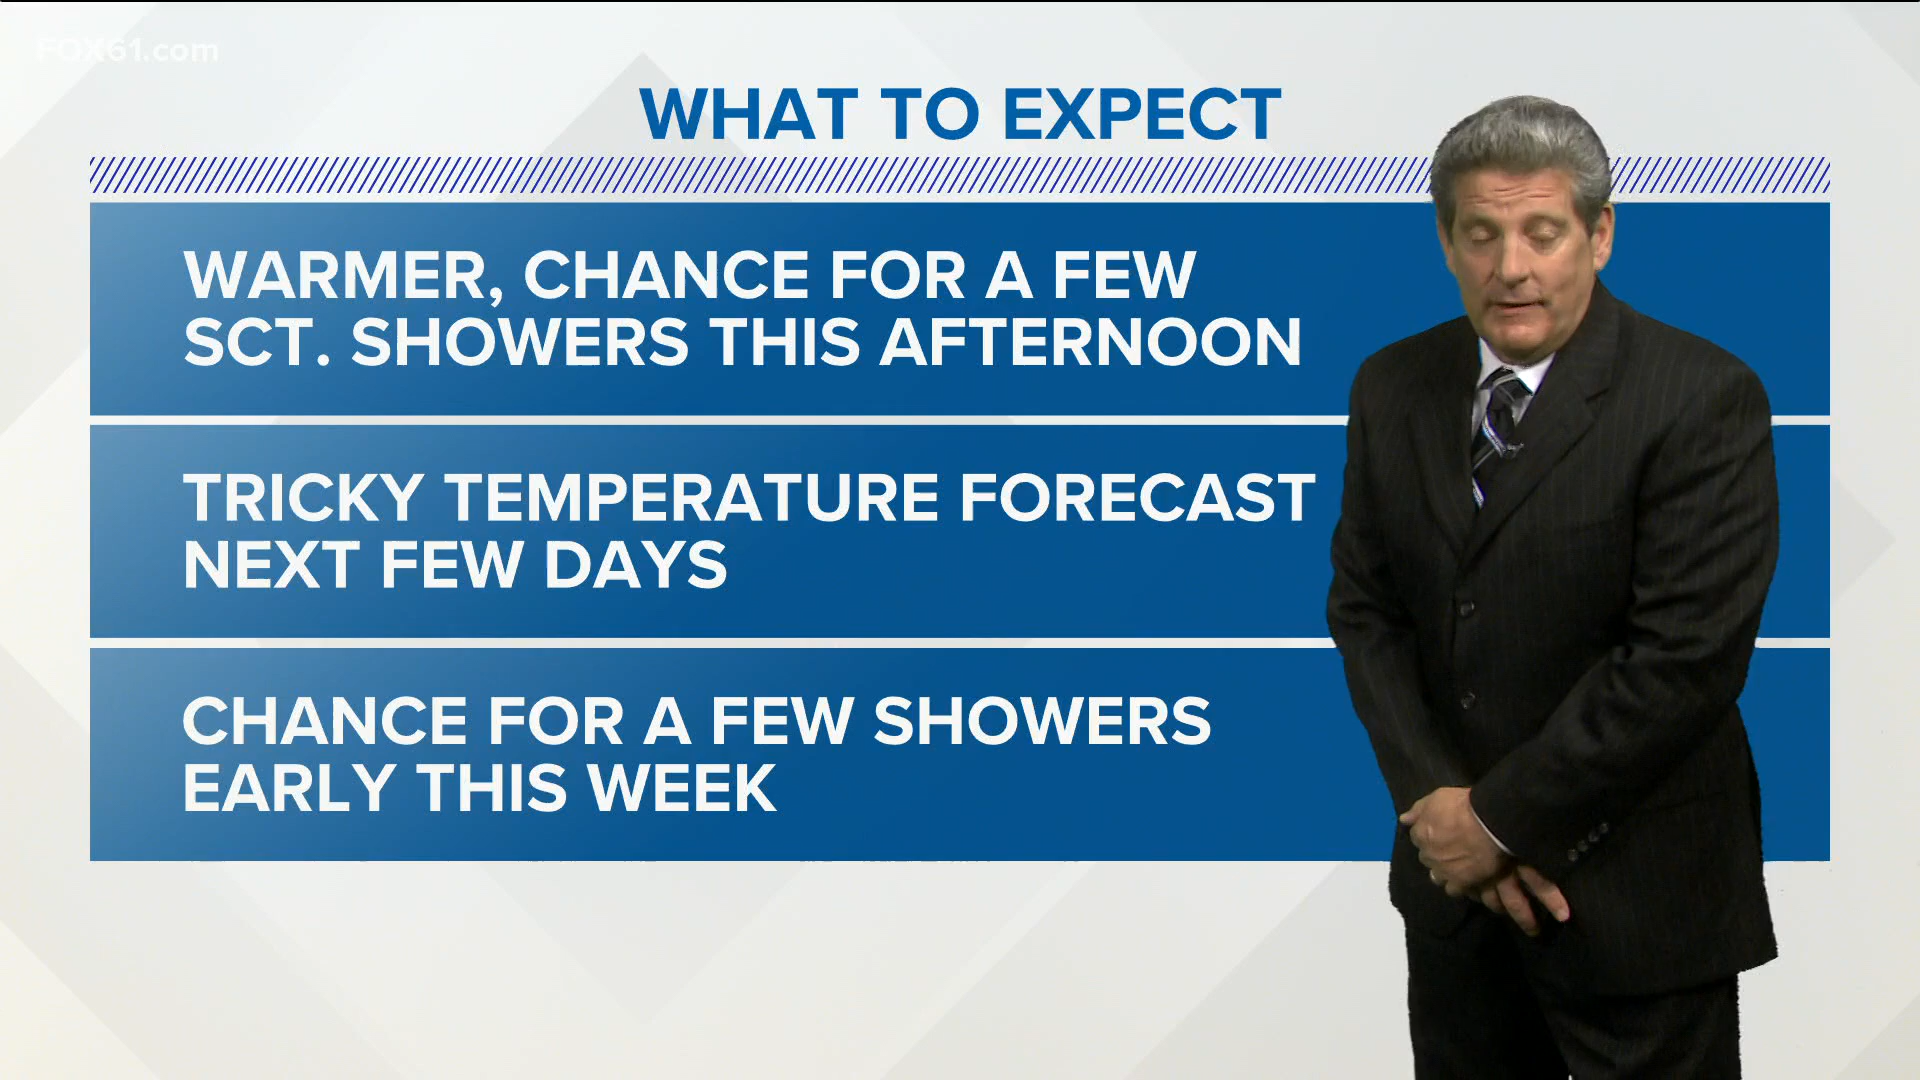 FOX61.com
WHAT TO EXPECT
WARMER, CHANCE FOR A FEW
SCT. SHOWERS THIS AFTERNOON
TRICKY TEMPERATURE FORECAST
NEXT FEW DAYS
CHANCE FOR A FEW SHOWERS
EARLY THIS WEEK